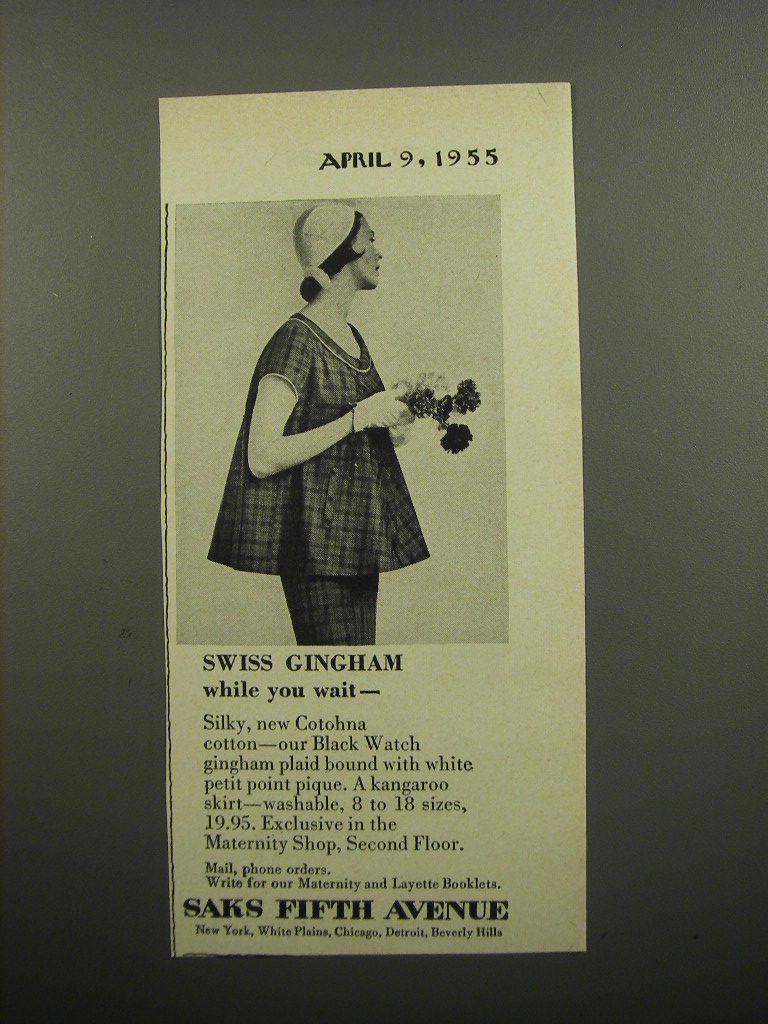 APRIL 9, 1955
SWISS GINGHAM
while you wait—
Silky, new Cotohna
cotton—our Black Watch
gingham plaid bound with white
petit point pique. A kangaroo
skirt—washable, 8 to 18 sizes,
19.95. Exclusive in the
Maternity Shop, Second Floor.
Mail, phone orders.
Write for our Maternity and Layette Booklets.
SAKS FIFTH AVENUE
New York, White Plains, Chicago, Detroit, Beverly Hills